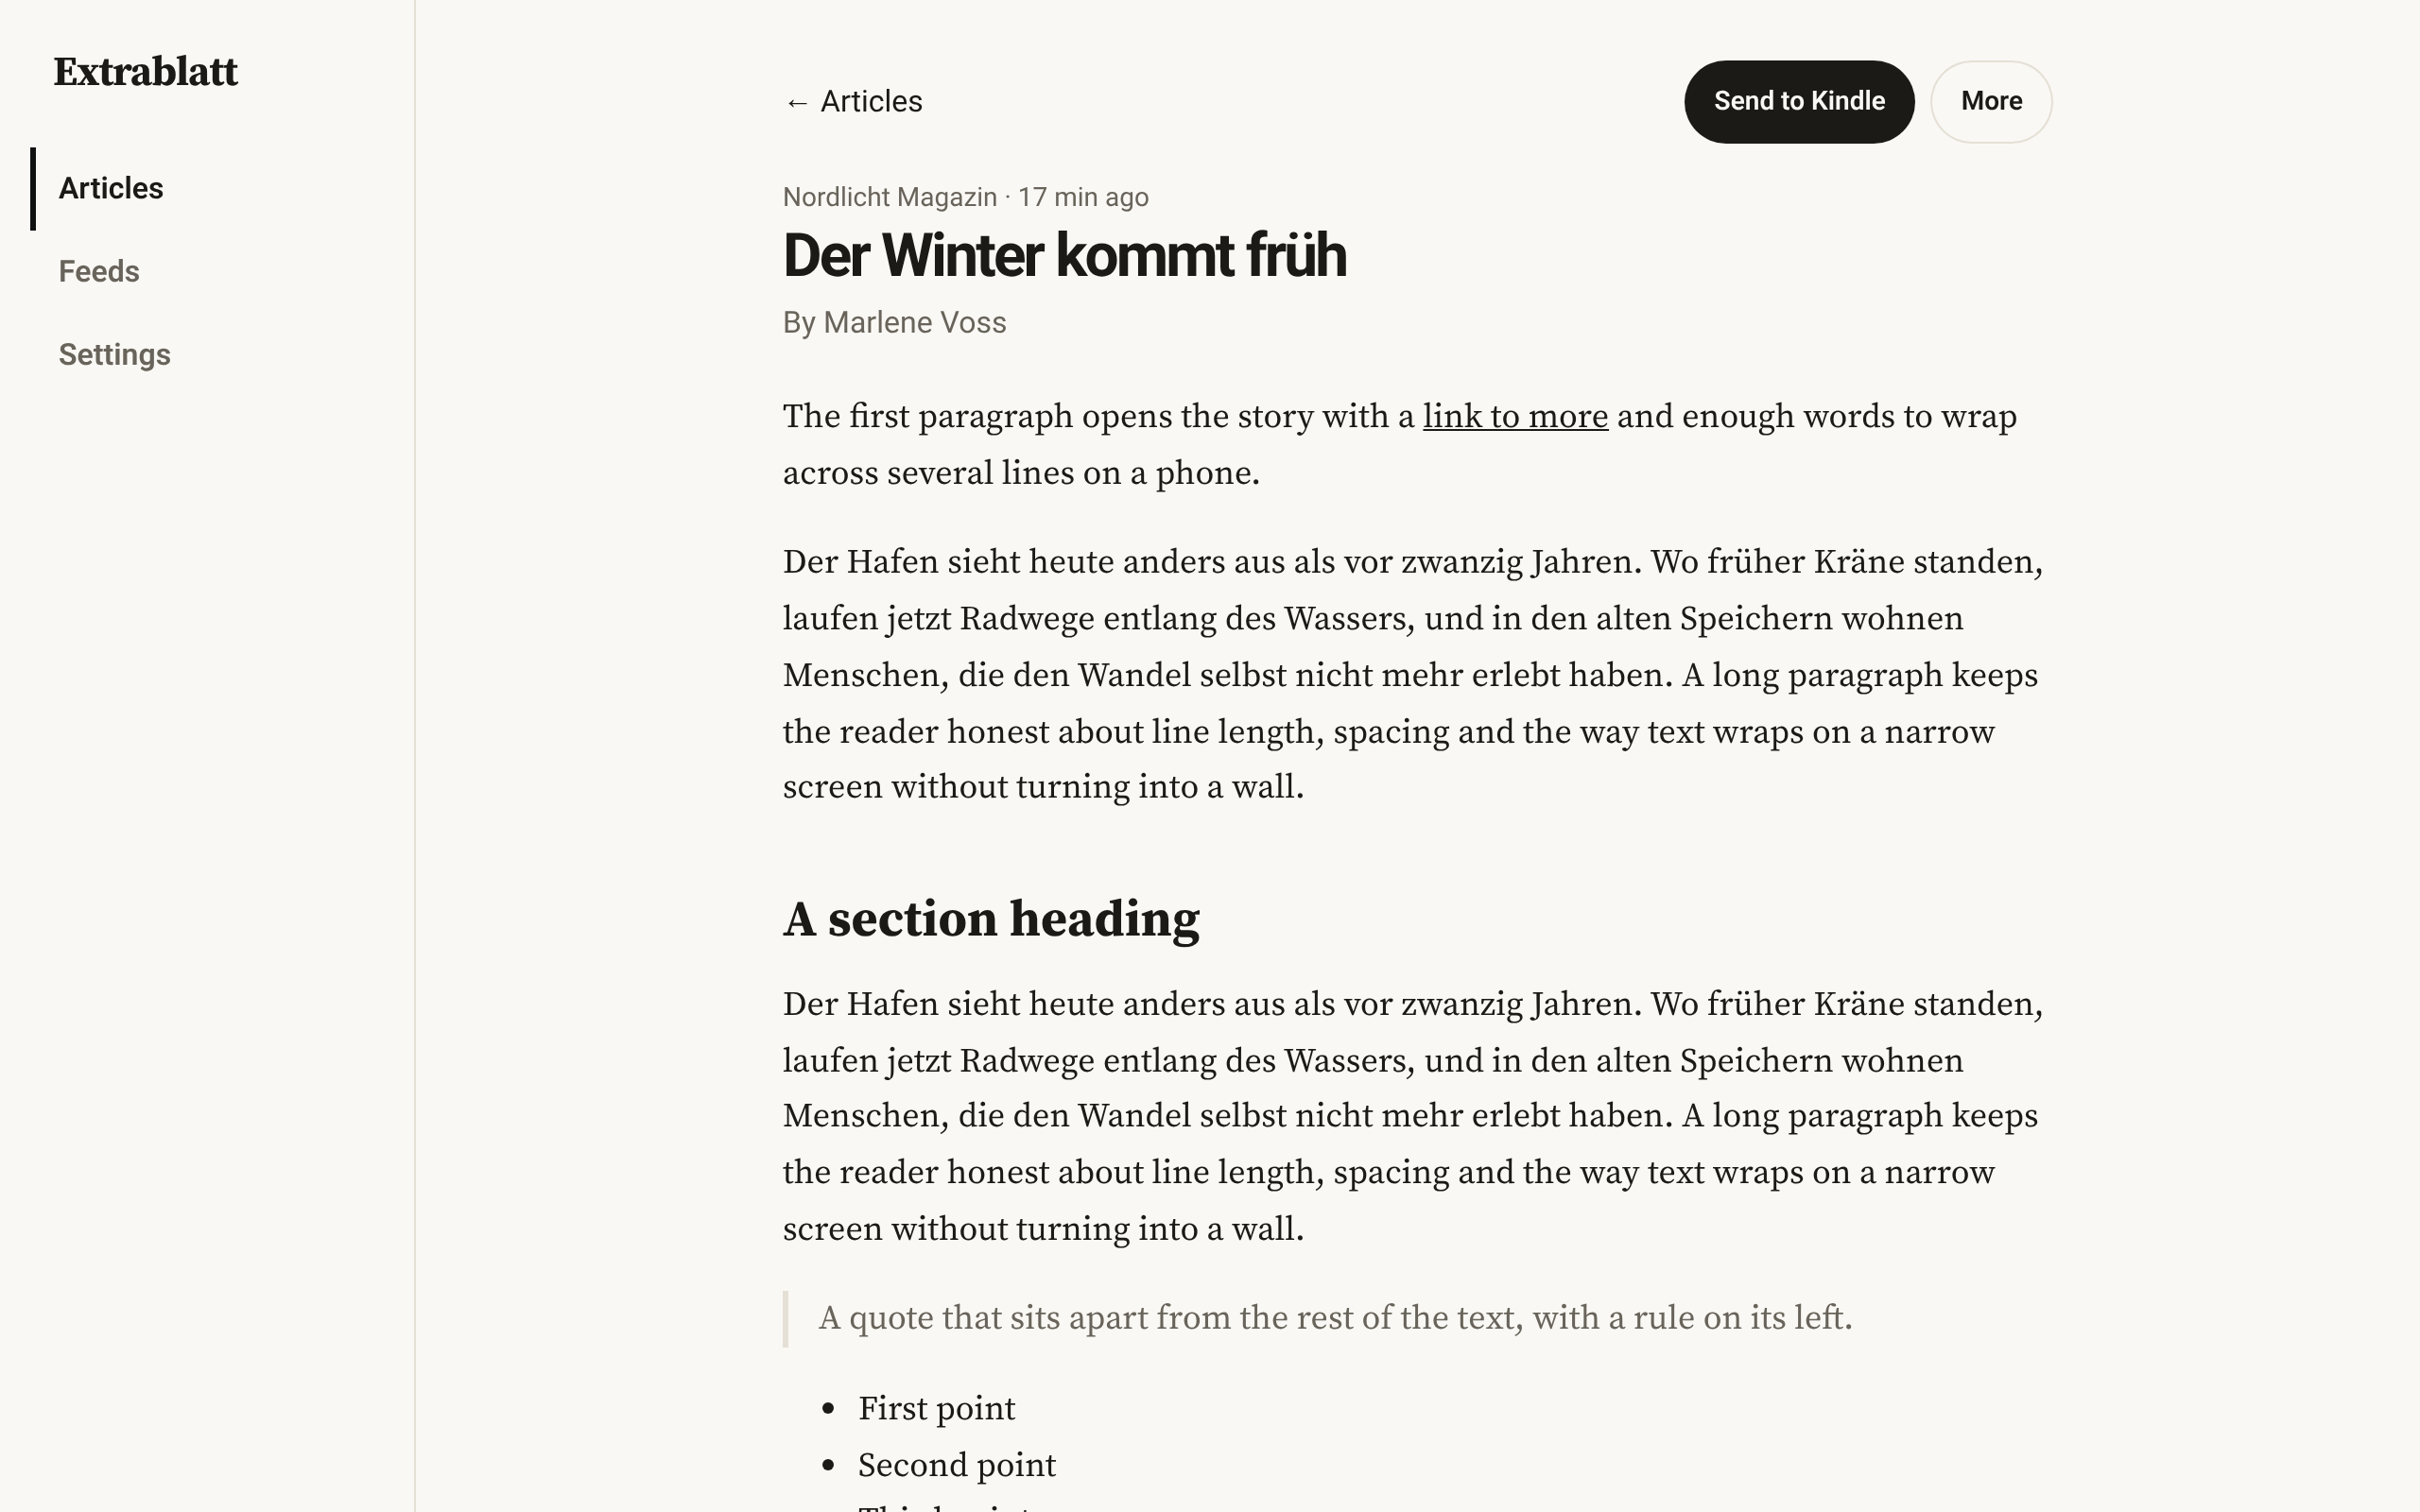 Extrablatt
Articles
Feeds
Settings
← Articles
Send to Kindle
More
Nordlicht Magazin · 17 min ago
Der Winter kommt früh
By Marlene Voss
The first paragraph opens the story with a link to more and enough words to wrap
across several lines on a phone.
Der Hafen sieht heute anders aus als vor zwanzig Jahren. Wo früher Kräne standen,
laufen jetzt Radwege entlang des Wassers, und in den alten Speichern wohnen
Menschen, die den Wandel selbst nicht mehr erlebt haben. A long paragraph keeps
the reader honest about line length, spacing and the way text wraps on a narrow
screen without turning into a wall.
A section heading
Der Hafen sieht heute anders aus als vor zwanzig Jahren. Wo früher Kräne standen,
laufen jetzt Radwege entlang des Wassers, und in den alten Speichern wohnen
Menschen, die den Wandel selbst nicht mehr erlebt haben. A long paragraph keeps
the reader honest about line length, spacing and the way text wraps on a narrow
screen without turning into a wall.
A quote that sits apart from the rest of the text, with a rule on its left.
• First point
• Second point